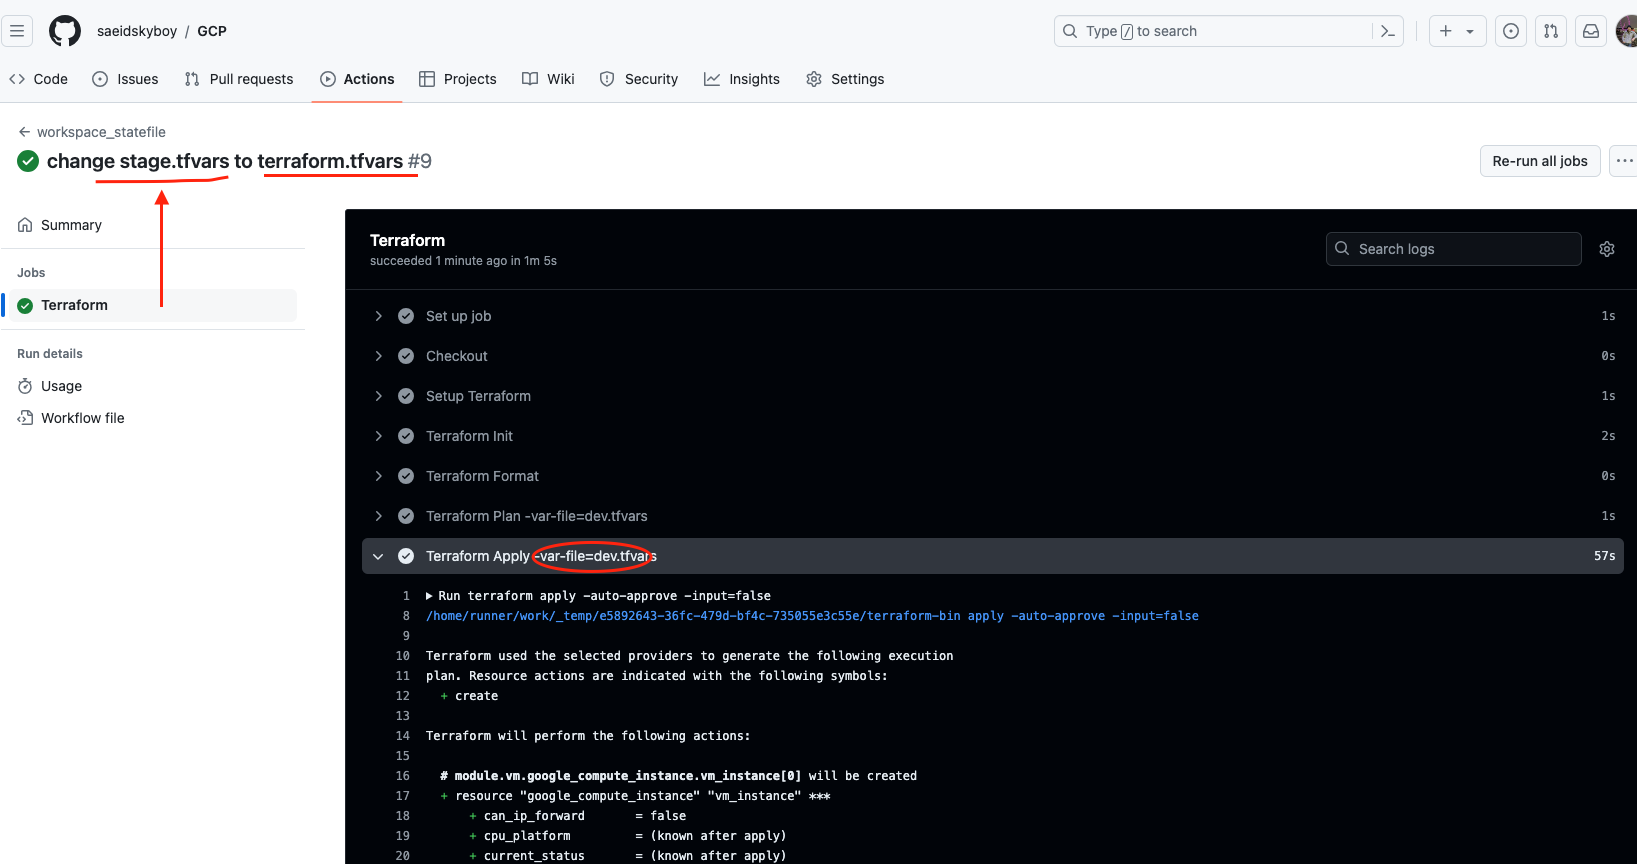 saeidskyboy / GCP
Type / to search
Code
Issues
Pull requests
Actions
Projects
Wiki
Security
Insights
Settings
workspace_statefile
change stage.tfvars to terraform.tfvars #9
Re-run all jobs
Summary
Jobs
Terraform
Run details
Usage
Workflow file
Terraform
succeeded 1 minute ago in 1m 5s
Search logs
Set up job 1s
Checkout 0s
Setup Terraform 1s
Terraform Init 2s
Terraform Format 0s
Terraform Plan -var-file=dev.tfvars 1s
Terraform Apply -var-file=dev.tfvars 57s
1 Run terraform apply -auto-approve -input=false
8 /home/runner/work/_temp/e5892643-36fc-479d-bf4c-735055e3c55e/terraform-bin apply -auto-approve -input=false
9
10 Terraform used the selected providers to generate the following execution
11 plan. Resource actions are indicated with the following symbols:
12 + create
13
14 Terraform will perform the following actions:
15
16 # module.vm.google_compute_instance.vm_instance[0] will be created
17 + resource "google_compute_instance" "vm_instance" ***
18 + can_ip_forward = false
19 + cpu_platform = (known after apply)
20 + current_status = (known after apply)